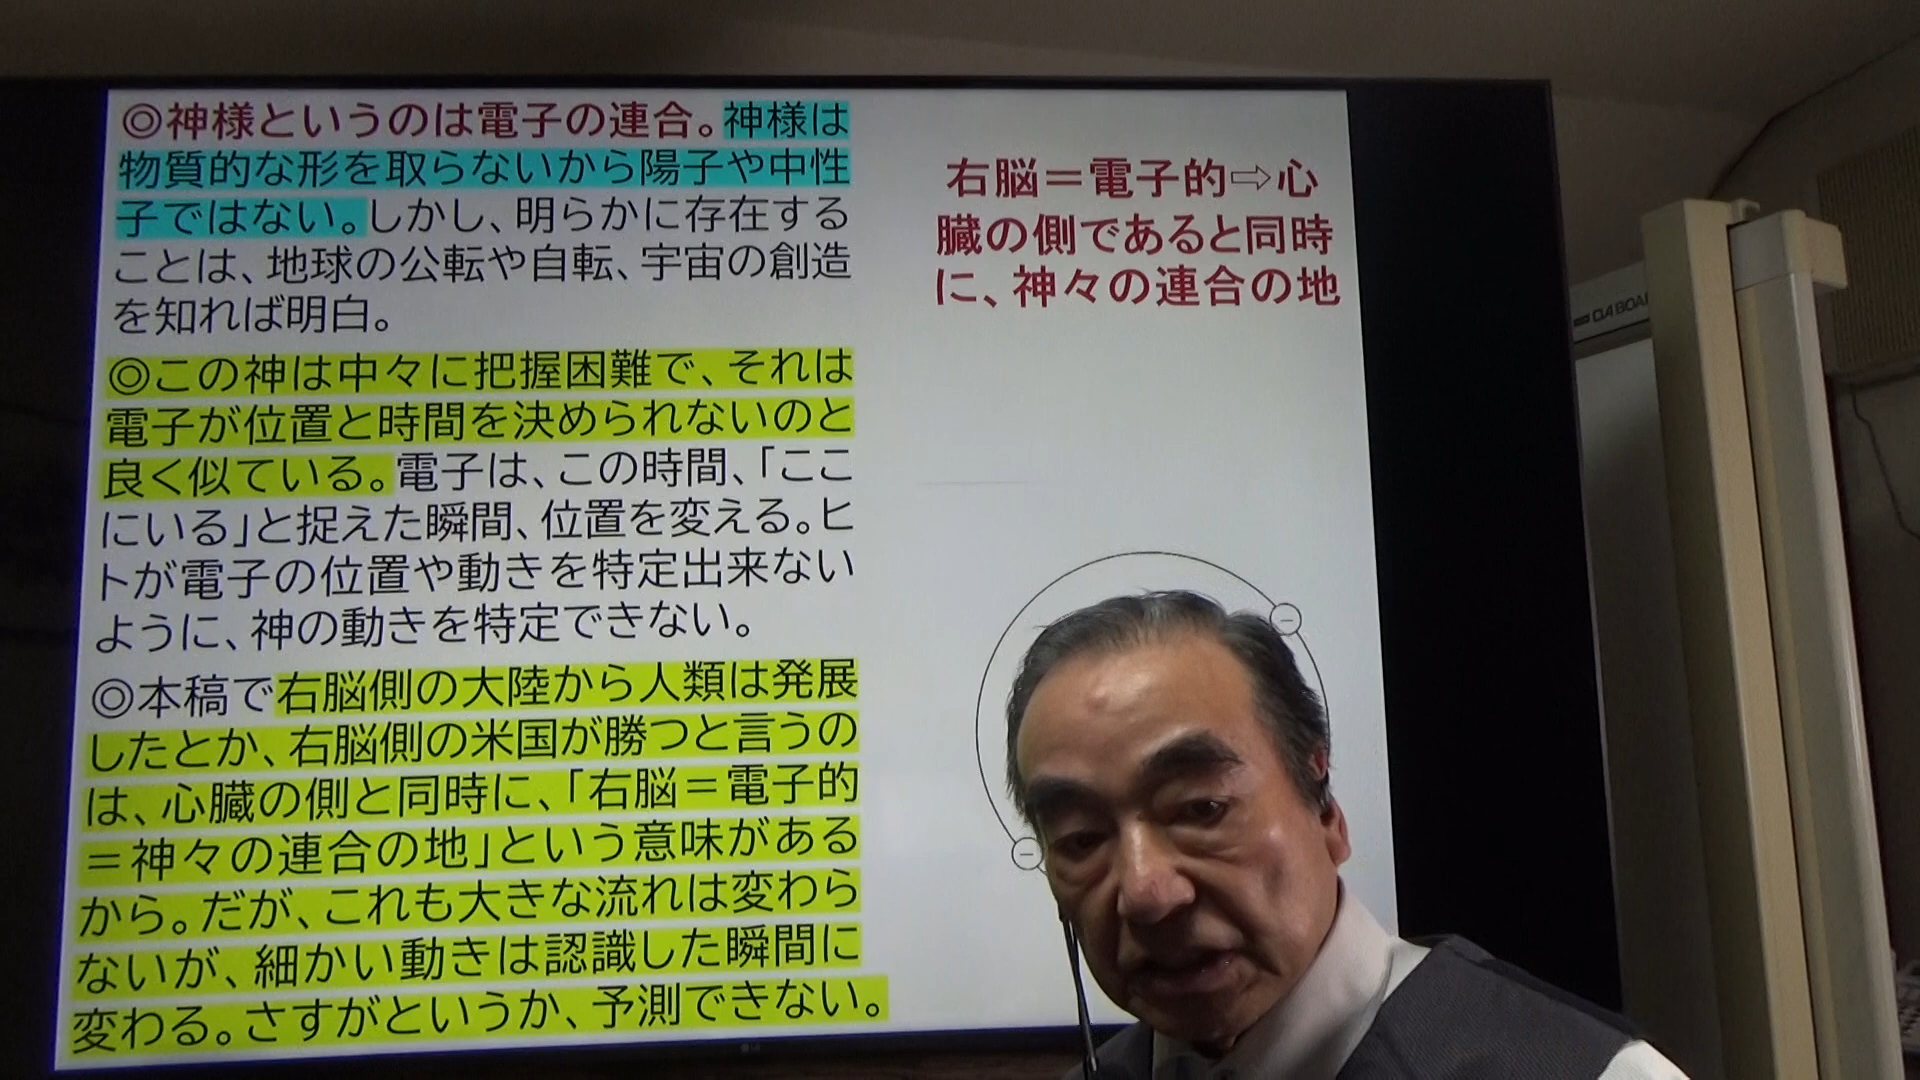 ◎神様というのは電子の連合。神様は
物質的な形を取らないから陽子や中性
子ではない。しかし、明らかに存在する
ことは、地球の公転や自転、宇宙の創造
を知れば明白。
◎この神は中々に把握困難で、それは
電子が位置と時間を決められないのと
良く似ている。電子は、この時間、「ここ
にいる」と捉えた瞬間、位置を変える。ヒ
トが電子の位置や動きを特定出来ない
ように、神の動きを特定できない。
◎本稿で右脳側の大陸から人類は発展
したとか、右脳側の米国が勝つと言うの
は、心臓の側と同時に、「右脳＝電子的
＝神々の連合の地」という意味がある
から。だが、これも大きな流れは変わら
ないが、細かい動きは認識した瞬間に
変わる。さすがというか、予測できない。
右脳＝電子的⇨心
臓の側であると同時
に、神々の連合の地
−
−
LG